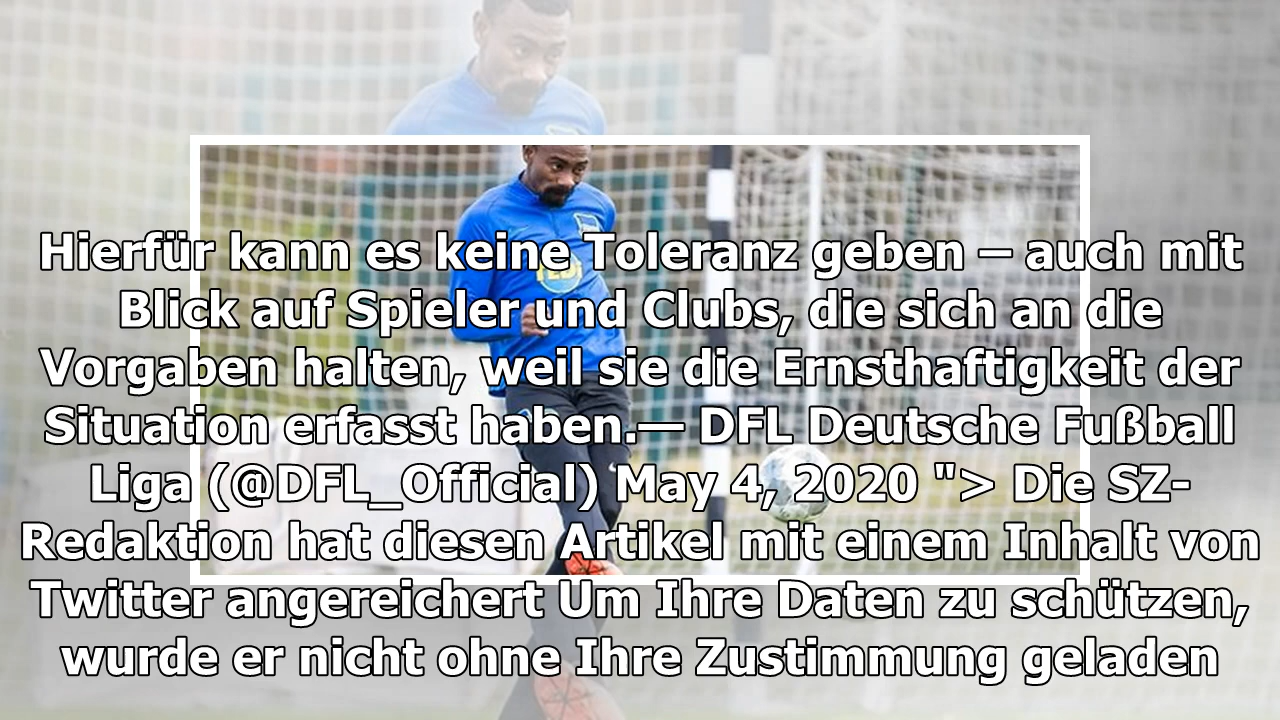 Hierfür kann es keine Toleranz geben – auch mit
Blick auf Spieler und Clubs, die sich an die
Vorgaben halten, weil sie die Ernsthaftigkeit der
Situation erfasst haben.— DFL Deutsche Fußball
Liga (@DFL_Official) May 4, 2020 "> Die SZ-
Redaktion hat diesen Artikel mit einem Inhalt von
Twitter angereichert Um Ihre Daten zu schützen,
wurde er nicht ohne Ihre Zustimmung geladen